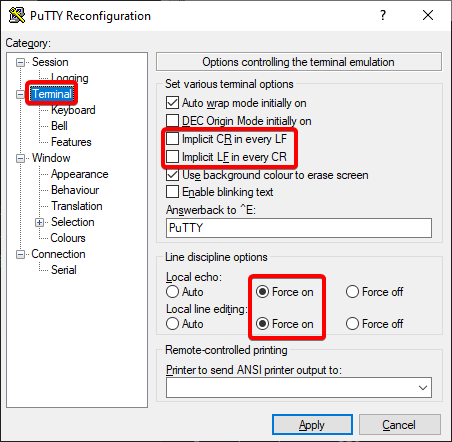 PuTTY Reconfiguration
Category:
Session
Logging
Terminal
Keyboard
Bell
Features
Window
Appearance
Behaviour
Translation
Selection
Colours
Connection
Serial
Options controlling the terminal emulation
Set various terminal options
Auto wrap mode initially on
DEC Origin Mode initially on
Implicit CR in every LF
Implicit LF in every CR
Use background colour to erase screen
Enable blinking text
Answerback to ^E:
PuTTY
Line discipline options
Local echo:
Auto Force on Force off
Local line editing:
Auto Force on Force off
Remote-controlled printing
Printer to send ANSI printer output to:
Apply Cancel